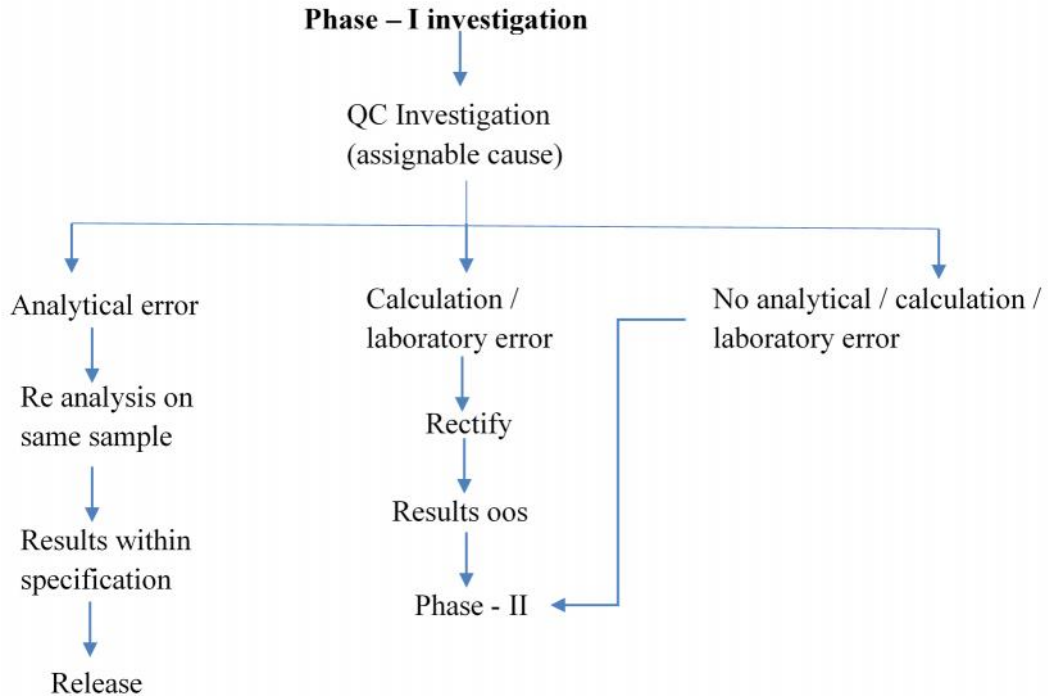 Phase – I investigation
QC Investigation
(assignable cause)
Analytical error
Calculation /
laboratory error
No analytical / calculation /
laboratory error
Re analysis on
same sample
Rectify
Results oos
Results within
specification
Phase - II
Release